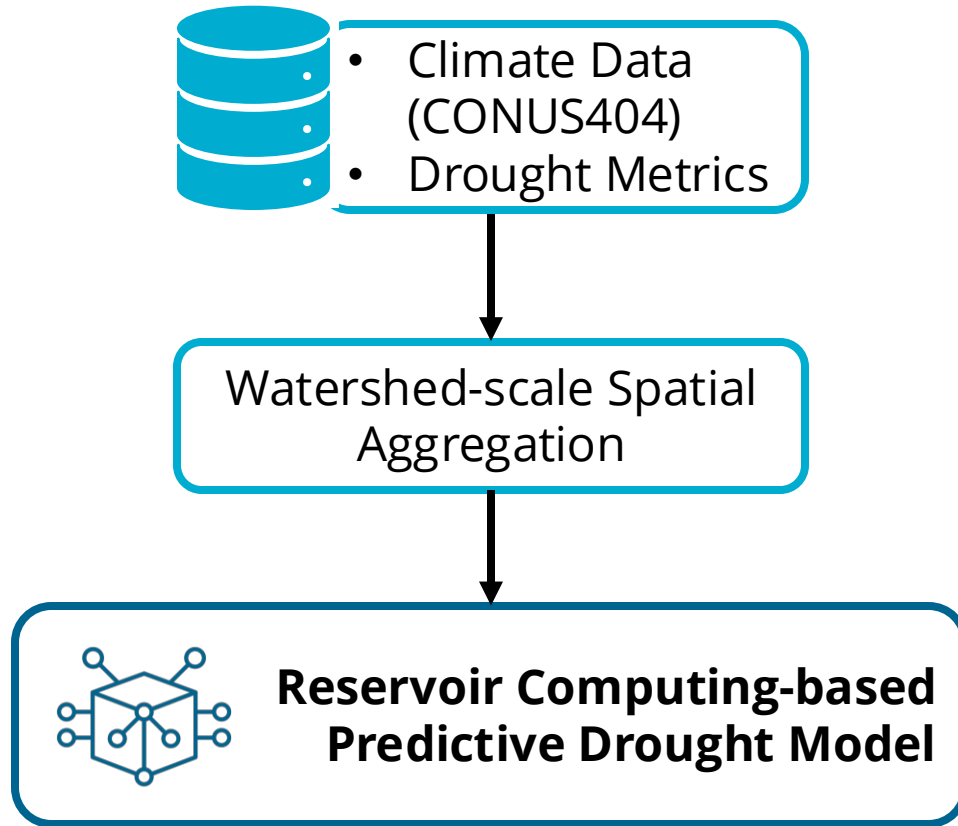 • Climate Data
(CONUS404)
• Drought Metrics
Watershed-scale Spatial
Aggregation
Reservoir Computing-based
Predictive Drought Model